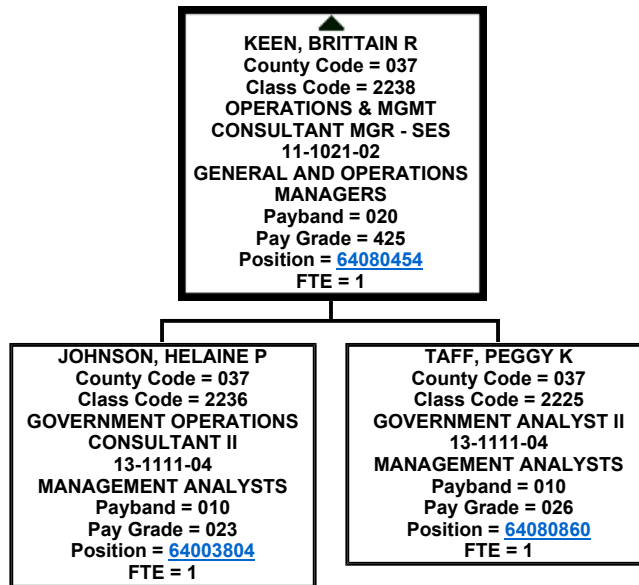 KEEN, BRITTAIN R
County Code = 037
Class Code = 2238
OPERATIONS & MGMT
CONSULTANT MGR - SES
11-1021-02
GENERAL AND OPERATIONS
MANAGERS
Payband = 020
Pay Grade = 425
Position = 64080454
FTE = 1
JOHNSON, HELAINE P
County Code = 037
Class Code = 2236
GOVERNMENT OPERATIONS
CONSULTANT II
13-1111-04
MANAGEMENT ANALYSTS
Payband = 010
Pay Grade = 023
Position = 64003804
FTE = 1
TAFF, PEGGY K
County Code = 037
Class Code = 2225
GOVERNMENT ANALYST II
13-1111-04
MANAGEMENT ANALYSTS
Payband = 010
Pay Grade = 026
Position = 64080860
FTE = 1